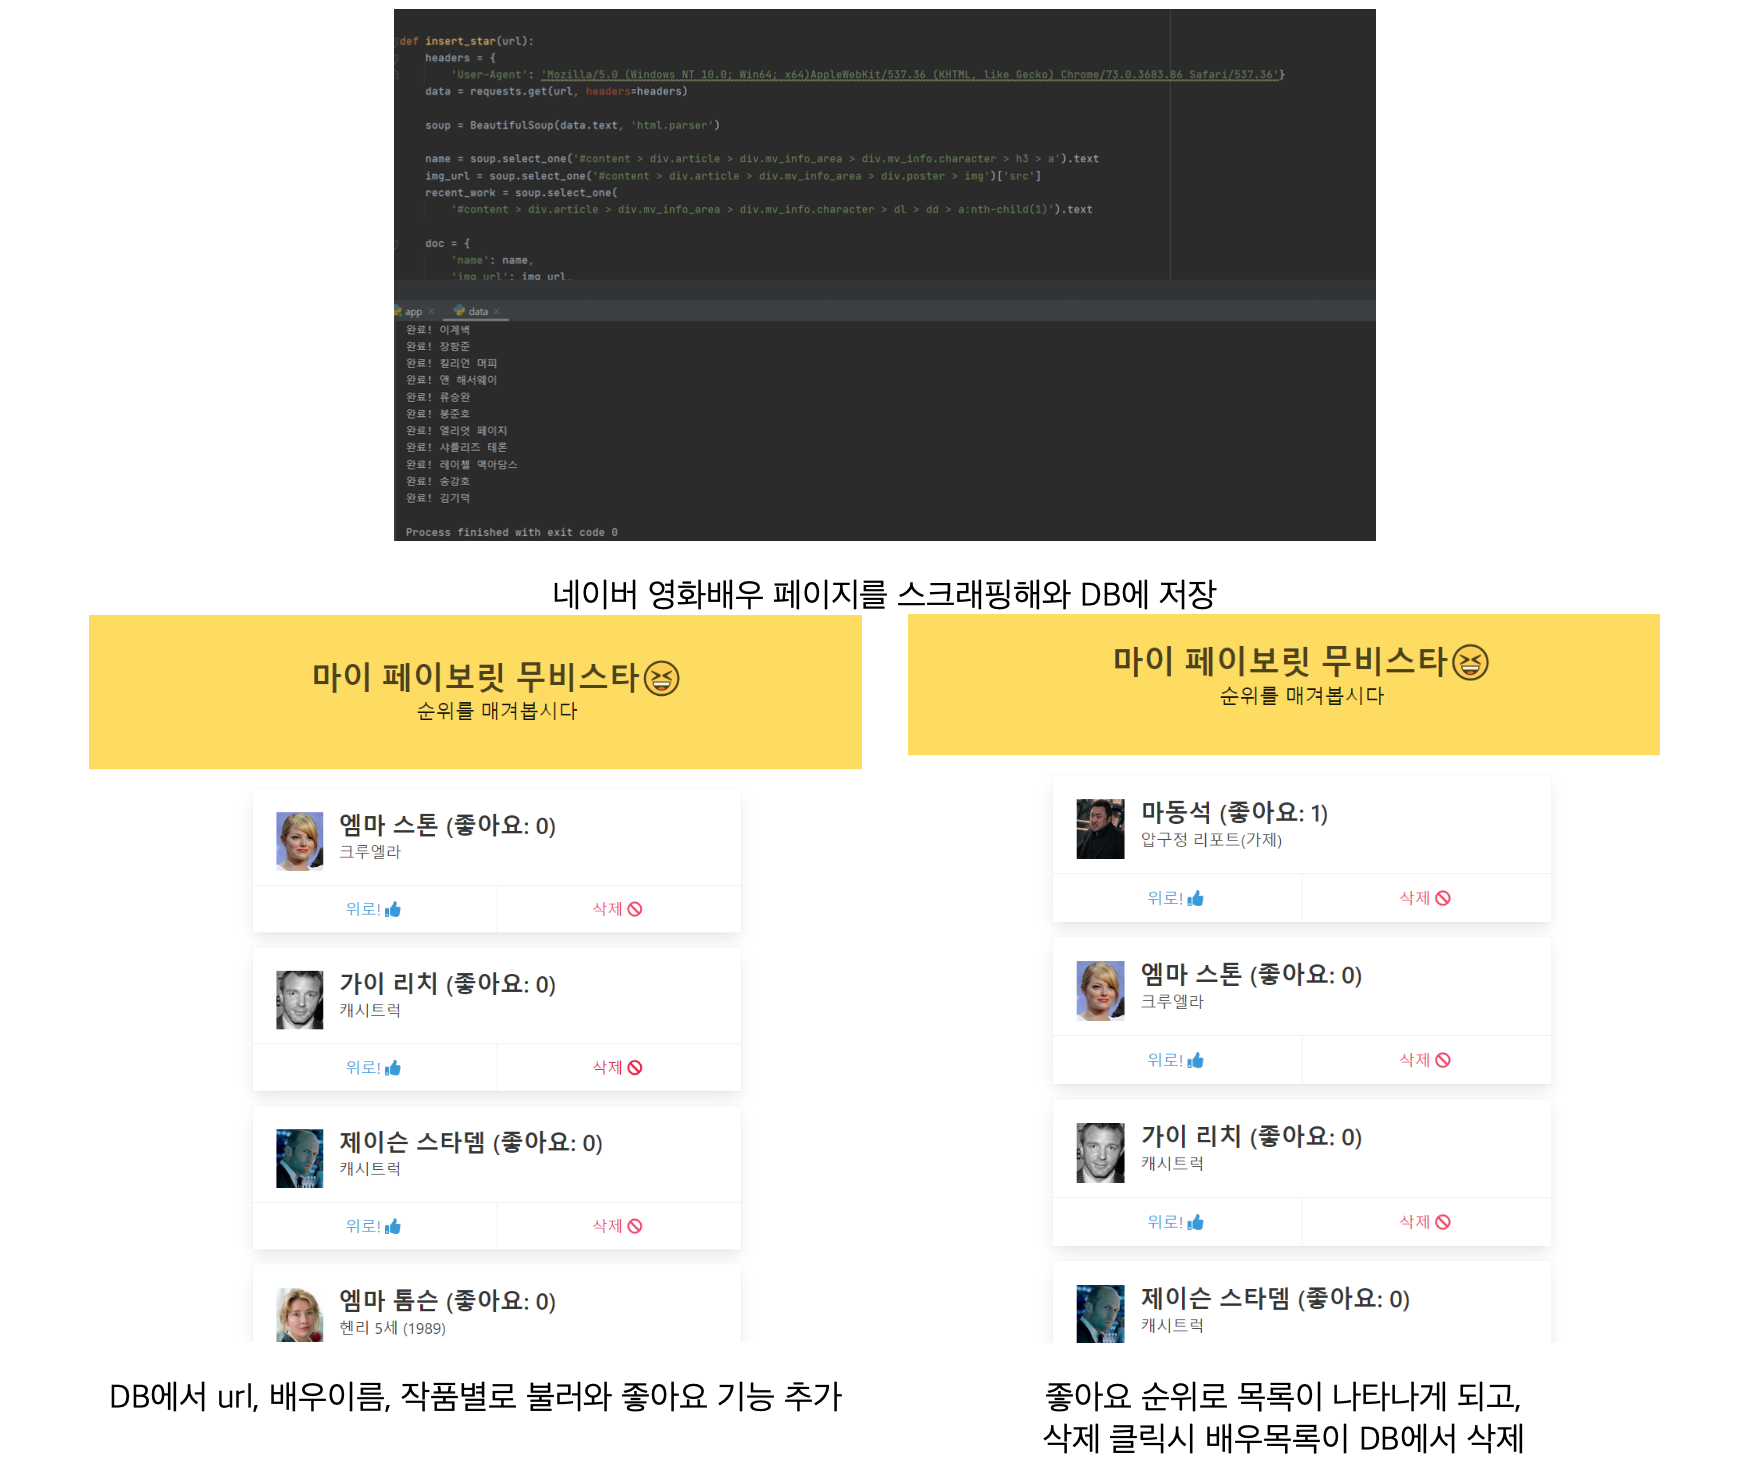 def insert_star(url):
headers = {
'User-Agent': 'Mozilla/5.0 (Windows NT 10.0; Win64; x64)AppleWebKit/537.36 (KHTML, like Gecko) Chrome/73.0.3683.86 Safari/537.36'}
data = requests.get(url, headers=headers)
soup = BeautifulSoup(data.text, 'html.parser')
name = soup.select_one('#content > div.article > div.mv_info_area > div.mv_info.character > h3 > a').text
img_url = soup.select_one('#content > div.article > div.mv_info_area > div.poster > img')['src']
recent_work = soup.select_one(
'#content > div.article > div.mv_info_area > div.mv_info.character > dl > dd > a:nth-child(1)').text
doc = {
'name': name,
'img_url': img_url,
app × data ×
완료! 이계벽
완료! 장항준
완료! 킬리언 머피
완료! 앤 해서웨이
완료! 류승완
완료! 봉준호
완료! 엘리엇 페이지
완료! 샤를리즈 테론
완료! 레이첼 맥아담스
완료! 송강호
완료! 김기덕
Process finished with exit code 0
네이버 영화배우 페이지를 스크래핑해와 DB에 저장
마이 페이보릿 무비스타😆
순위를 매겨봅시다
엠마 스톤 (좋아요: 0)
크루엘라
위로! 삭제
가이 리치 (좋아요: 0)
캐시트럭
위로! 삭제
제이슨 스타뎀 (좋아요: 0)
캐시트럭
위로! 삭제
엠마 톰슨 (좋아요: 0)
헨리 5세 (1989)
DB에서 url, 배우이름, 작품별로 불러와 좋아요 기능 추가
마이 페이보릿 무비스타😆
순위를 매겨봅시다
마동석 (좋아요: 1)
압구정 리포트(가제)
위로! 삭제
엠마 스톤 (좋아요: 0)
크루엘라
위로! 삭제
가이 리치 (좋아요: 0)
캐시트럭
위로! 삭제
제이슨 스타뎀 (좋아요: 0)
캐시트럭
좋아요 순위로 목록이 나타나게 되고,
삭제 클릭시 배우목록이 DB에서 삭제